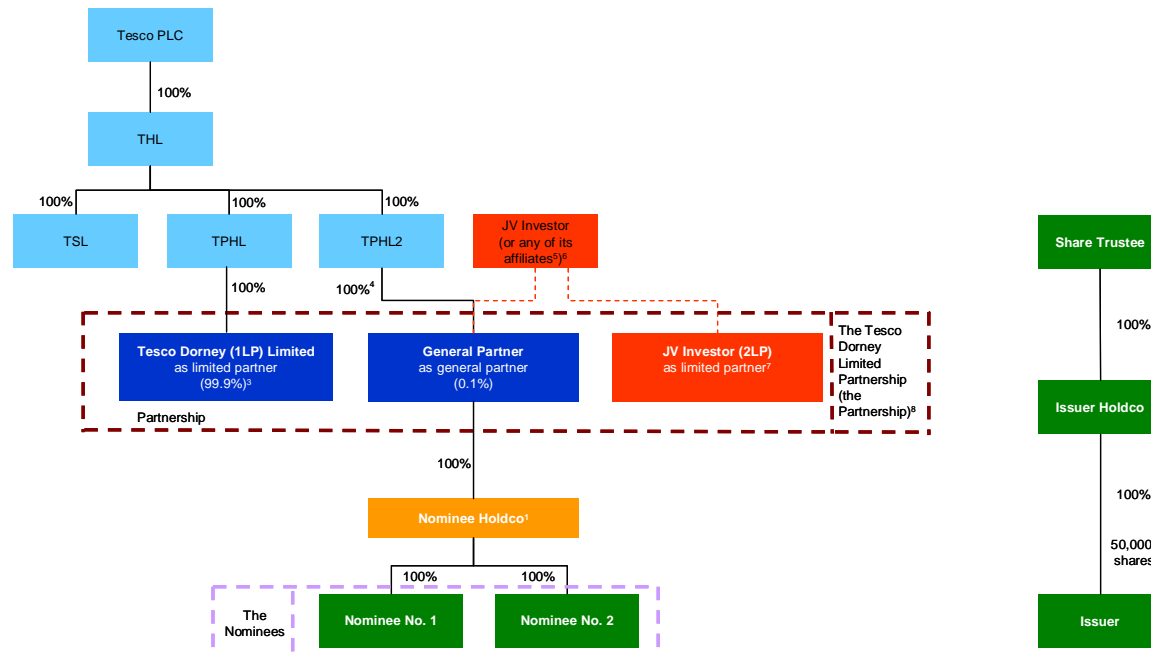 Tesco PLC
100%
THL
100%
100%
100%
TSL
TPHL
TPHL2
JV Investor
(or any of its
affiliates⁵)⁶
Share Trustee
100%
100%⁴
100%
Tesco Dorney (1LP) Limited
as limited partner
(99.9%)³
General Partner
as general partner
(0.1%)
JV Investor (2LP)
as limited partner⁷
The Tesco
Dorney
Limited
Partnership
(the
Partnership)⁸
Partnership
Issuer Holdco
100%
Nominee Holdco¹
100%
50,000
shares
100%
100%
The
Nominees
Nominee No. 1
Nominee No. 2
Issuer